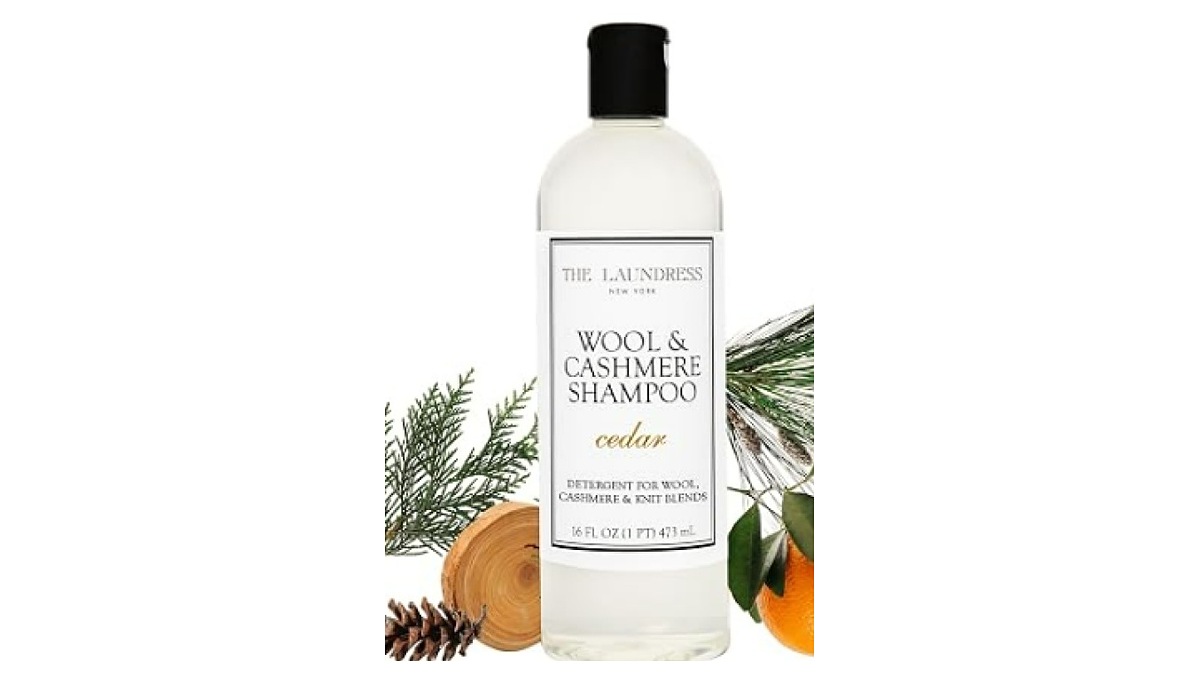 THE LAUNDRESS
NEW YORK
WOOL &
CASHMERE
SHAMPOO
cedar
DETERGENT FOR WOOL,
CASHMERE & KNIT BLENDS
16 FL OZ (1 PT) 473 mL